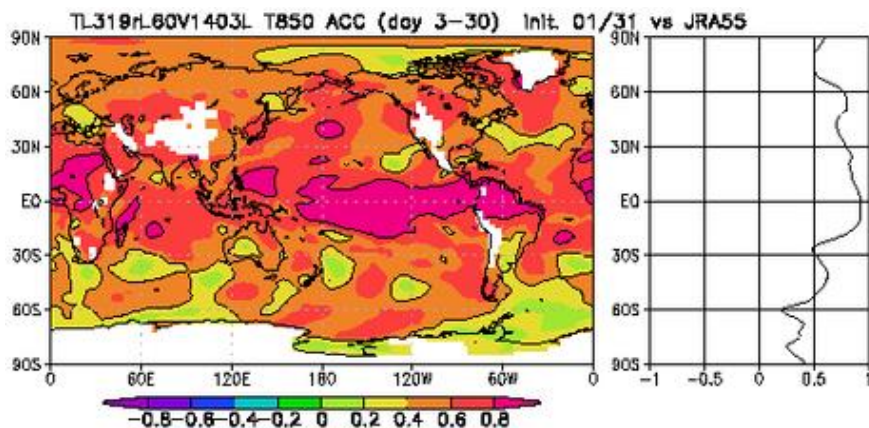 TL319rL60V1403L T850 ACC (day 3-30) Init. 01/31 vs JRA55
90N 90N
60N 60N
30N 30N
EQ EQ
30S 30S
60S 60S
90S 90S
0 60E 120E 180 120W 60W 0 -1 -0.5 0 0.5 1
-0.8 -0.6 -0.4 -0.2 0 0.2 0.4 0.6 0.8